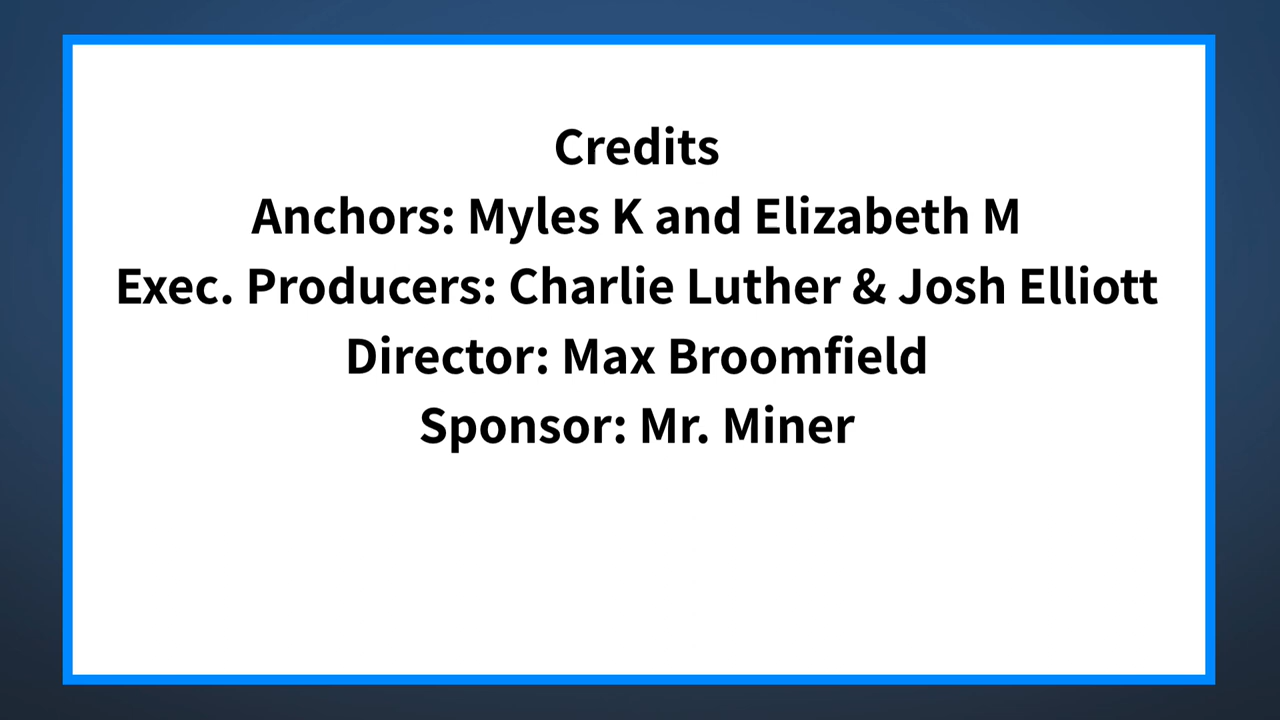 Credits
Anchors: Myles K and Elizabeth M
Exec. Producers: Charlie Luther & Josh Elliott
Director: Max Broomfield
Sponsor: Mr. Miner